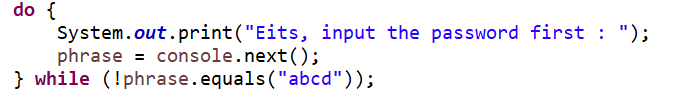 do {
    System.out.print("Eits, input the password first : ");
    phrase = console.next();
} while (!phrase.equals("abcd"));